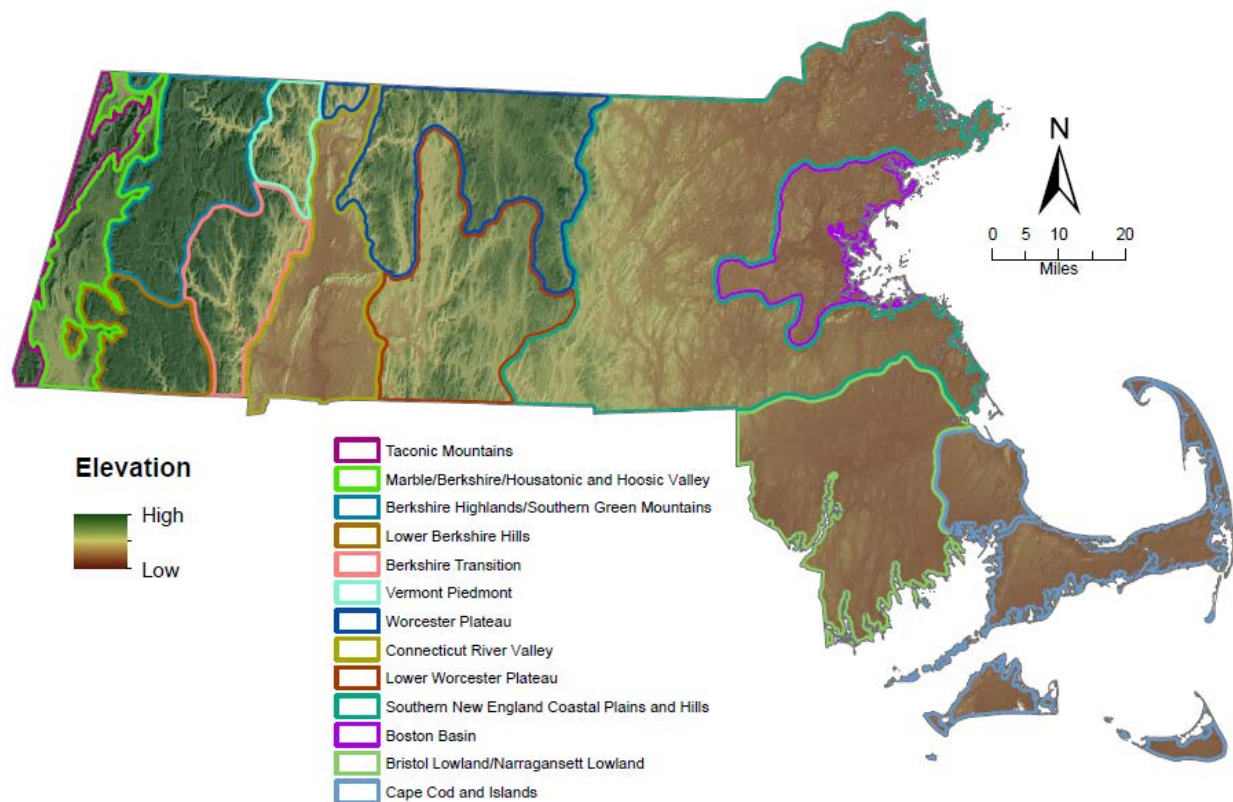 N
0 5 10 20
Miles
Elevation
High
Low
Taconic Mountains
Marble/Berkshire/Housatonic and Hoosic Valley
Berkshire Highlands/Southern Green Mountains
Lower Berkshire Hills
Berkshire Transition
Vermont Piedmont
Worcester Plateau
Connecticut River Valley
Lower Worcester Plateau
Southern New England Coastal Plains and Hills
Boston Basin
Bristol Lowland/Narragansett Lowland
Cape Cod and Islands